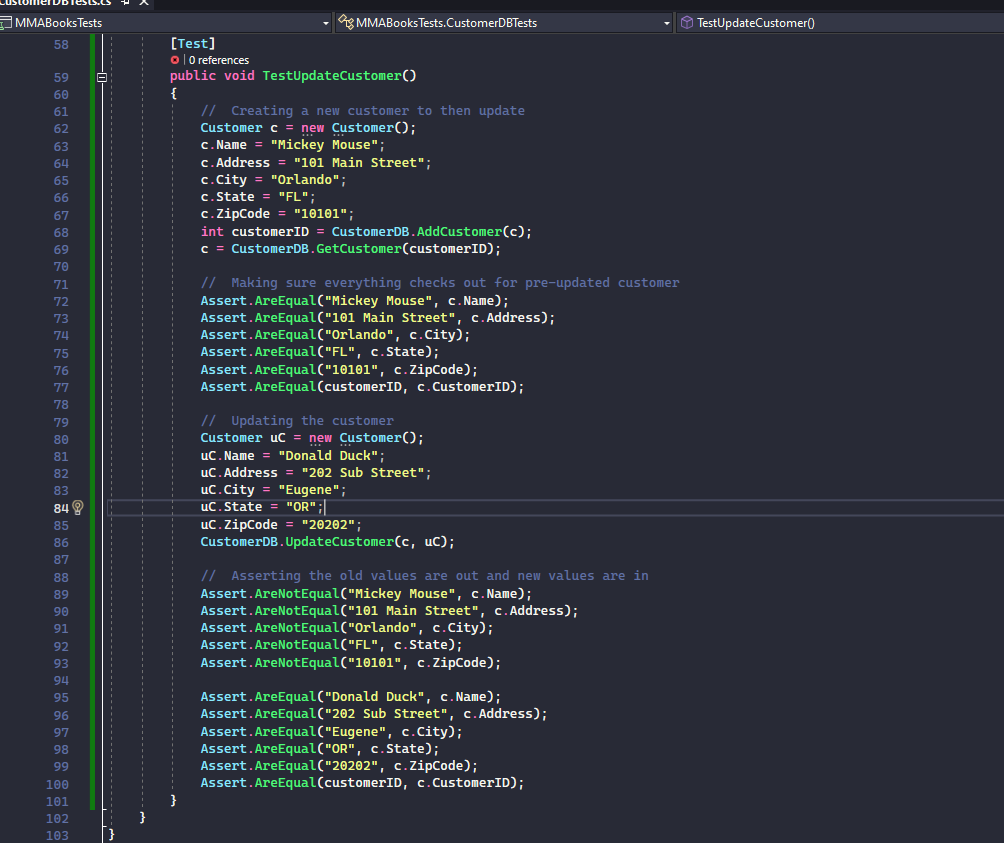 CustomerDBTests.cs
MMABooksTests MMABooksTests.CustomerDBTests TestUpdateCustomer()
58 [Test]
0 references
59 public void TestUpdateCustomer()
60 {
61 // Creating a new customer to then update
62 Customer c = new Customer();
63 c.Name = "Mickey Mouse";
64 c.Address = "101 Main Street";
65 c.City = "Orlando";
66 c.State = "FL";
67 c.ZipCode = "10101";
68 int customerID = CustomerDB.AddCustomer(c);
69 c = CustomerDB.GetCustomer(customerID);
70
71 // Making sure everything checks out for pre-updated customer
72 Assert.AreEqual("Mickey Mouse", c.Name);
73 Assert.AreEqual("101 Main Street", c.Address);
74 Assert.AreEqual("Orlando", c.City);
75 Assert.AreEqual("FL", c.State);
76 Assert.AreEqual("10101", c.ZipCode);
77 Assert.AreEqual(customerID, c.CustomerID);
78
79 // Updating the customer
80 Customer uC = new Customer();
81 uC.Name = "Donald Duck";
82 uC.Address = "202 Sub Street";
83 uC.City = "Eugene";
84 uC.State = "OR";
85 uC.ZipCode = "20202";
86 CustomerDB.UpdateCustomer(c, uC);
87
88 // Asserting the old values are out and new values are in
89 Assert.AreNotEqual("Mickey Mouse", c.Name);
90 Assert.AreNotEqual("101 Main Street", c.Address);
91 Assert.AreNotEqual("Orlando", c.City);
92 Assert.AreNotEqual("FL", c.State);
93 Assert.AreNotEqual("10101", c.ZipCode);
94
95 Assert.AreEqual("Donald Duck", c.Name);
96 Assert.AreEqual("202 Sub Street", c.Address);
97 Assert.AreEqual("Eugene", c.City);
98 Assert.AreEqual("OR", c.State);
99 Assert.AreEqual("20202", c.ZipCode);
100 Assert.AreEqual(customerID, c.CustomerID);
101 }
102 }
103 }